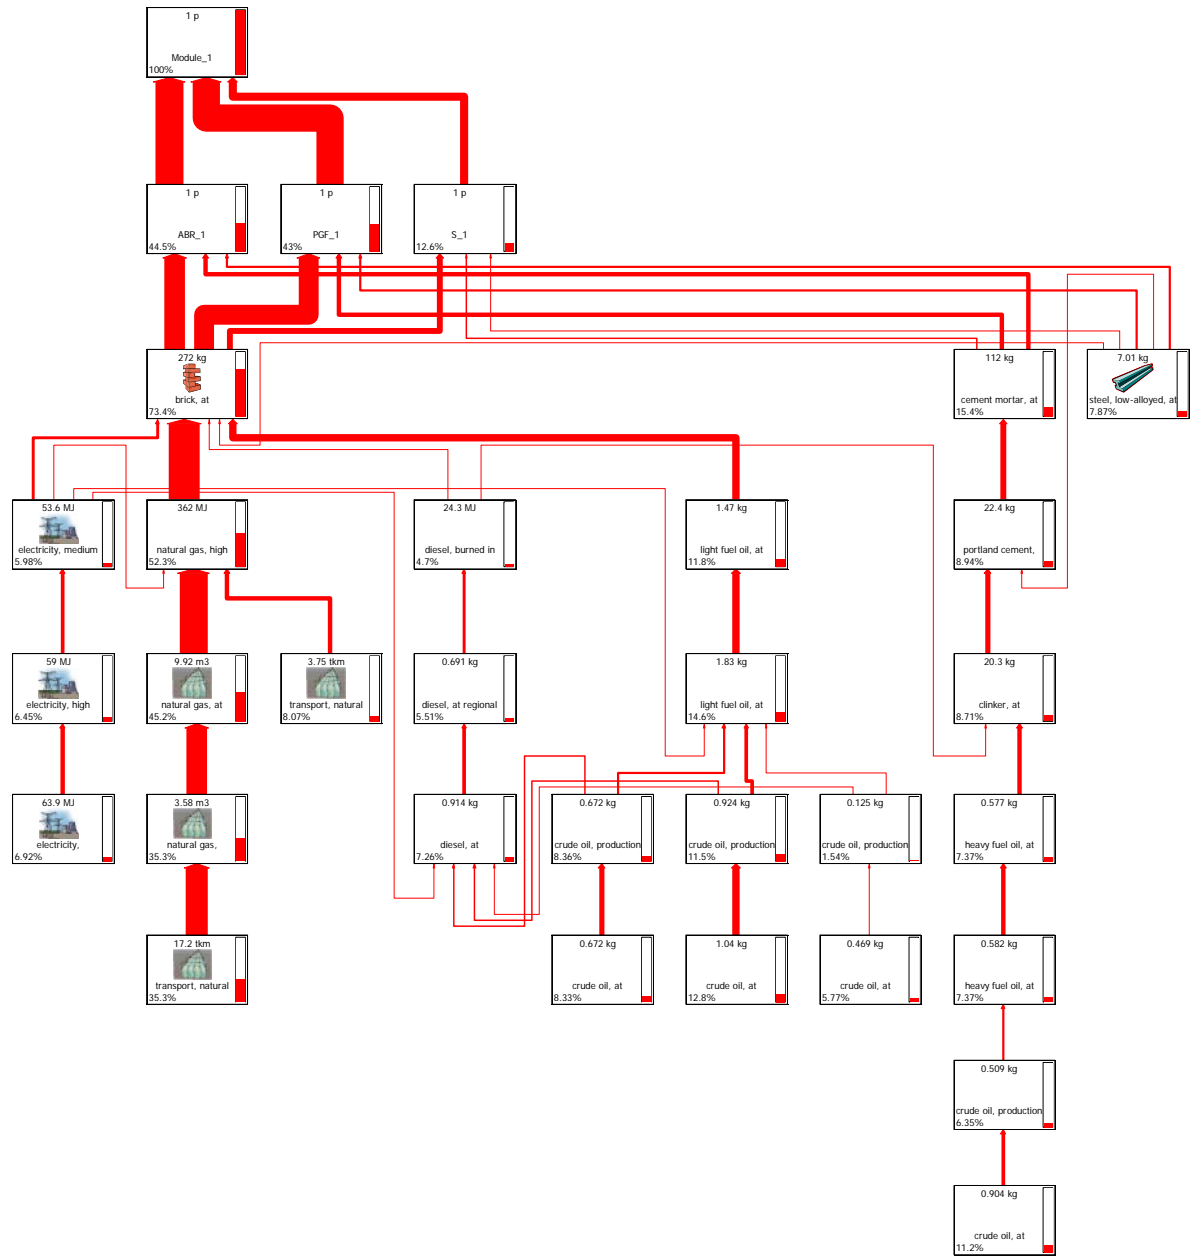 1 p
Module_1
100%
1 p
ABR_1
44.5%
1 p
PGF_1
43%
1 p
S_1
12.6%
272 kg
brick, at
73.4%
112 kg
cement mortar, at
15.4%
7.01 kg
steel, low-alloyed, at
7.87%
53.6 MJ
electricity, medium
5.98%
362 MJ
natural gas, high
52.3%
24.3 MJ
diesel, burned in
4.7%
1.47 kg
light fuel oil, at
11.8%
22.4 kg
portland cement,
8.94%
59 MJ
electricity, high
6.45%
9.92 m3
natural gas, at
45.2%
3.75 tkm
transport, natural
8.07%
0.691 kg
diesel, at regional
5.51%
1.83 kg
light fuel oil, at
14.6%
20.3 kg
clinker, at
8.71%
63.9 MJ
electricity,
6.92%
3.58 m3
natural gas,
35.3%
0.914 kg
diesel, at
7.26%
0.672 kg
crude oil, production
8.36%
0.924 kg
crude oil, production
11.5%
0.125 kg
crude oil, production
1.54%
0.577 kg
heavy fuel oil, at
7.37%
17.2 tkm
transport, natural
35.3%
0.672 kg
crude oil, at
8.33%
1.04 kg
crude oil, at
12.8%
0.469 kg
crude oil, at
5.77%
0.582 kg
heavy fuel oil, at
7.37%
0.509 kg
crude oil, production
6.35%
0.904 kg
crude oil, at
11.2%